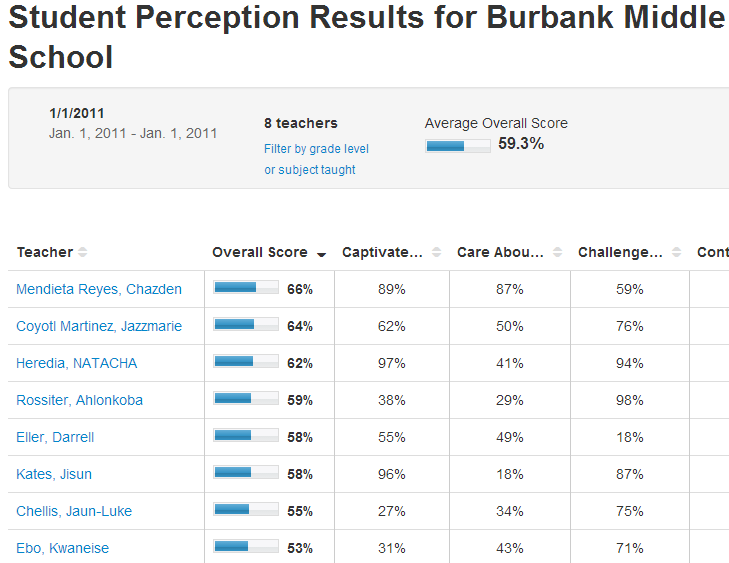 Student Perception Results for Burbank Middle
School
1/1/2011
Jan. 1, 2011 - Jan. 1, 2011
8 teachers
Filter by grade level
or subject taught
Average Overall Score
59.3%
Teacher Overall Score Captivate... Care Abou... Challenge... Cont
Mendieta Reyes, Chazden 66% 89% 87% 59%
Coyotl Martinez, Jazzmarie 64% 62% 50% 76%
Heredia, NATACHA 62% 97% 41% 94%
Rossiter, Ahlonkoba 59% 38% 29% 98%
Eller, Darrell 58% 55% 49% 18%
Kates, Jisun 58% 96% 18% 87%
Chellis, Jaun-Luke 55% 27% 34% 75%
Ebo, Kwaneise 53% 31% 43% 71%